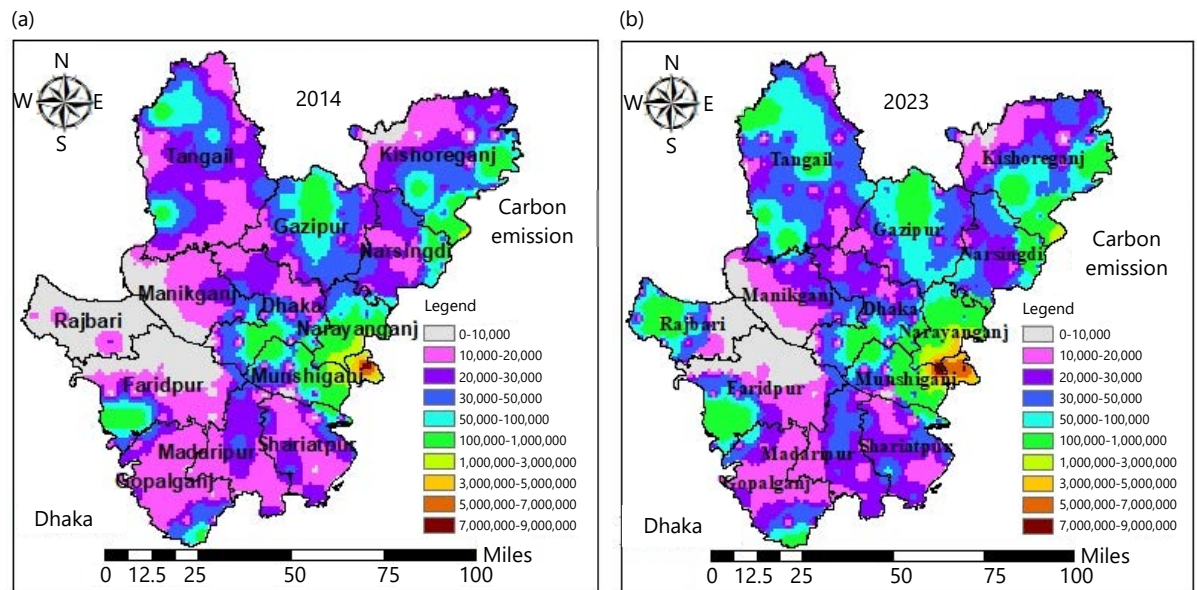 (a)
N
W E
S
2014
Tangail
Kishoreganj
Gazipur
Carbon
emission
Narsingdi
Manikganj
Dhaka
Rajbari
Narayanganj
Faridpur
Munshiganj
Madaripur
Shariatpur
Gopalganj
Legend
0-10,000
10,000-20,000
20,000-30,000
30,000-50,000
50,000-100,000
100,000-1,000,000
1,000,000-3,000,000
3,000,000-5,000,000
5,000,000-7,000,000
7,000,000-9,000,000
Dhaka
Miles
0 12.5 25 50 75 100
(b)
N
W E
S
2023
Tangail
Kishoreganj
Gazipur
Carbon
emission
Narsingdi
Manikganj
Dhaka
Rajbari
Narayanganj
Faridpur
Munshiganj
Madaripur
Shariatpur
Gopalganj
Legend
0-10,000
10,000-20,000
20,000-30,000
30,000-50,000
50,000-100,000
100,000-1,000,000
1,000,000-3,000,000
3,000,000-5,000,000
5,000,000-7,000,000
7,000,000-9,000,000
Dhaka
Miles
0 12.5 25 50 75 100